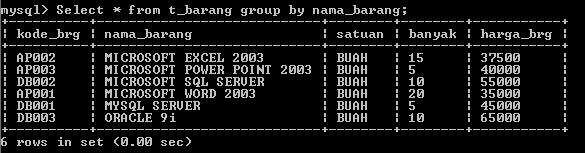 mysql> Select * from t_barang group by nama_barang;
+----------+----------------------------+--------+--------+-----------+
| kode_brg | nama_barang | satuan | banyak | harga_brg |
+----------+----------------------------+--------+--------+-----------+
| AP002 | MICROSOFT EXCEL 2003 | BUAH | 15 | 37500 |
| AP003 | MICROSOFT POWER POINT 2003 | BUAH | 5 | 40000 |
| DB002 | MICROSOFT SQL SERVER | BUAH | 10 | 55000 |
| AP001 | MICROSOFT WORD 2003 | BUAH | 20 | 35000 |
| DB001 | MYSQL SERVER | BUAH | 5 | 45000 |
| DB003 | ORACLE 9i | BUAH | 10 | 65000 |
+----------+----------------------------+--------+--------+-----------+
6 rows in set (0.00 sec)